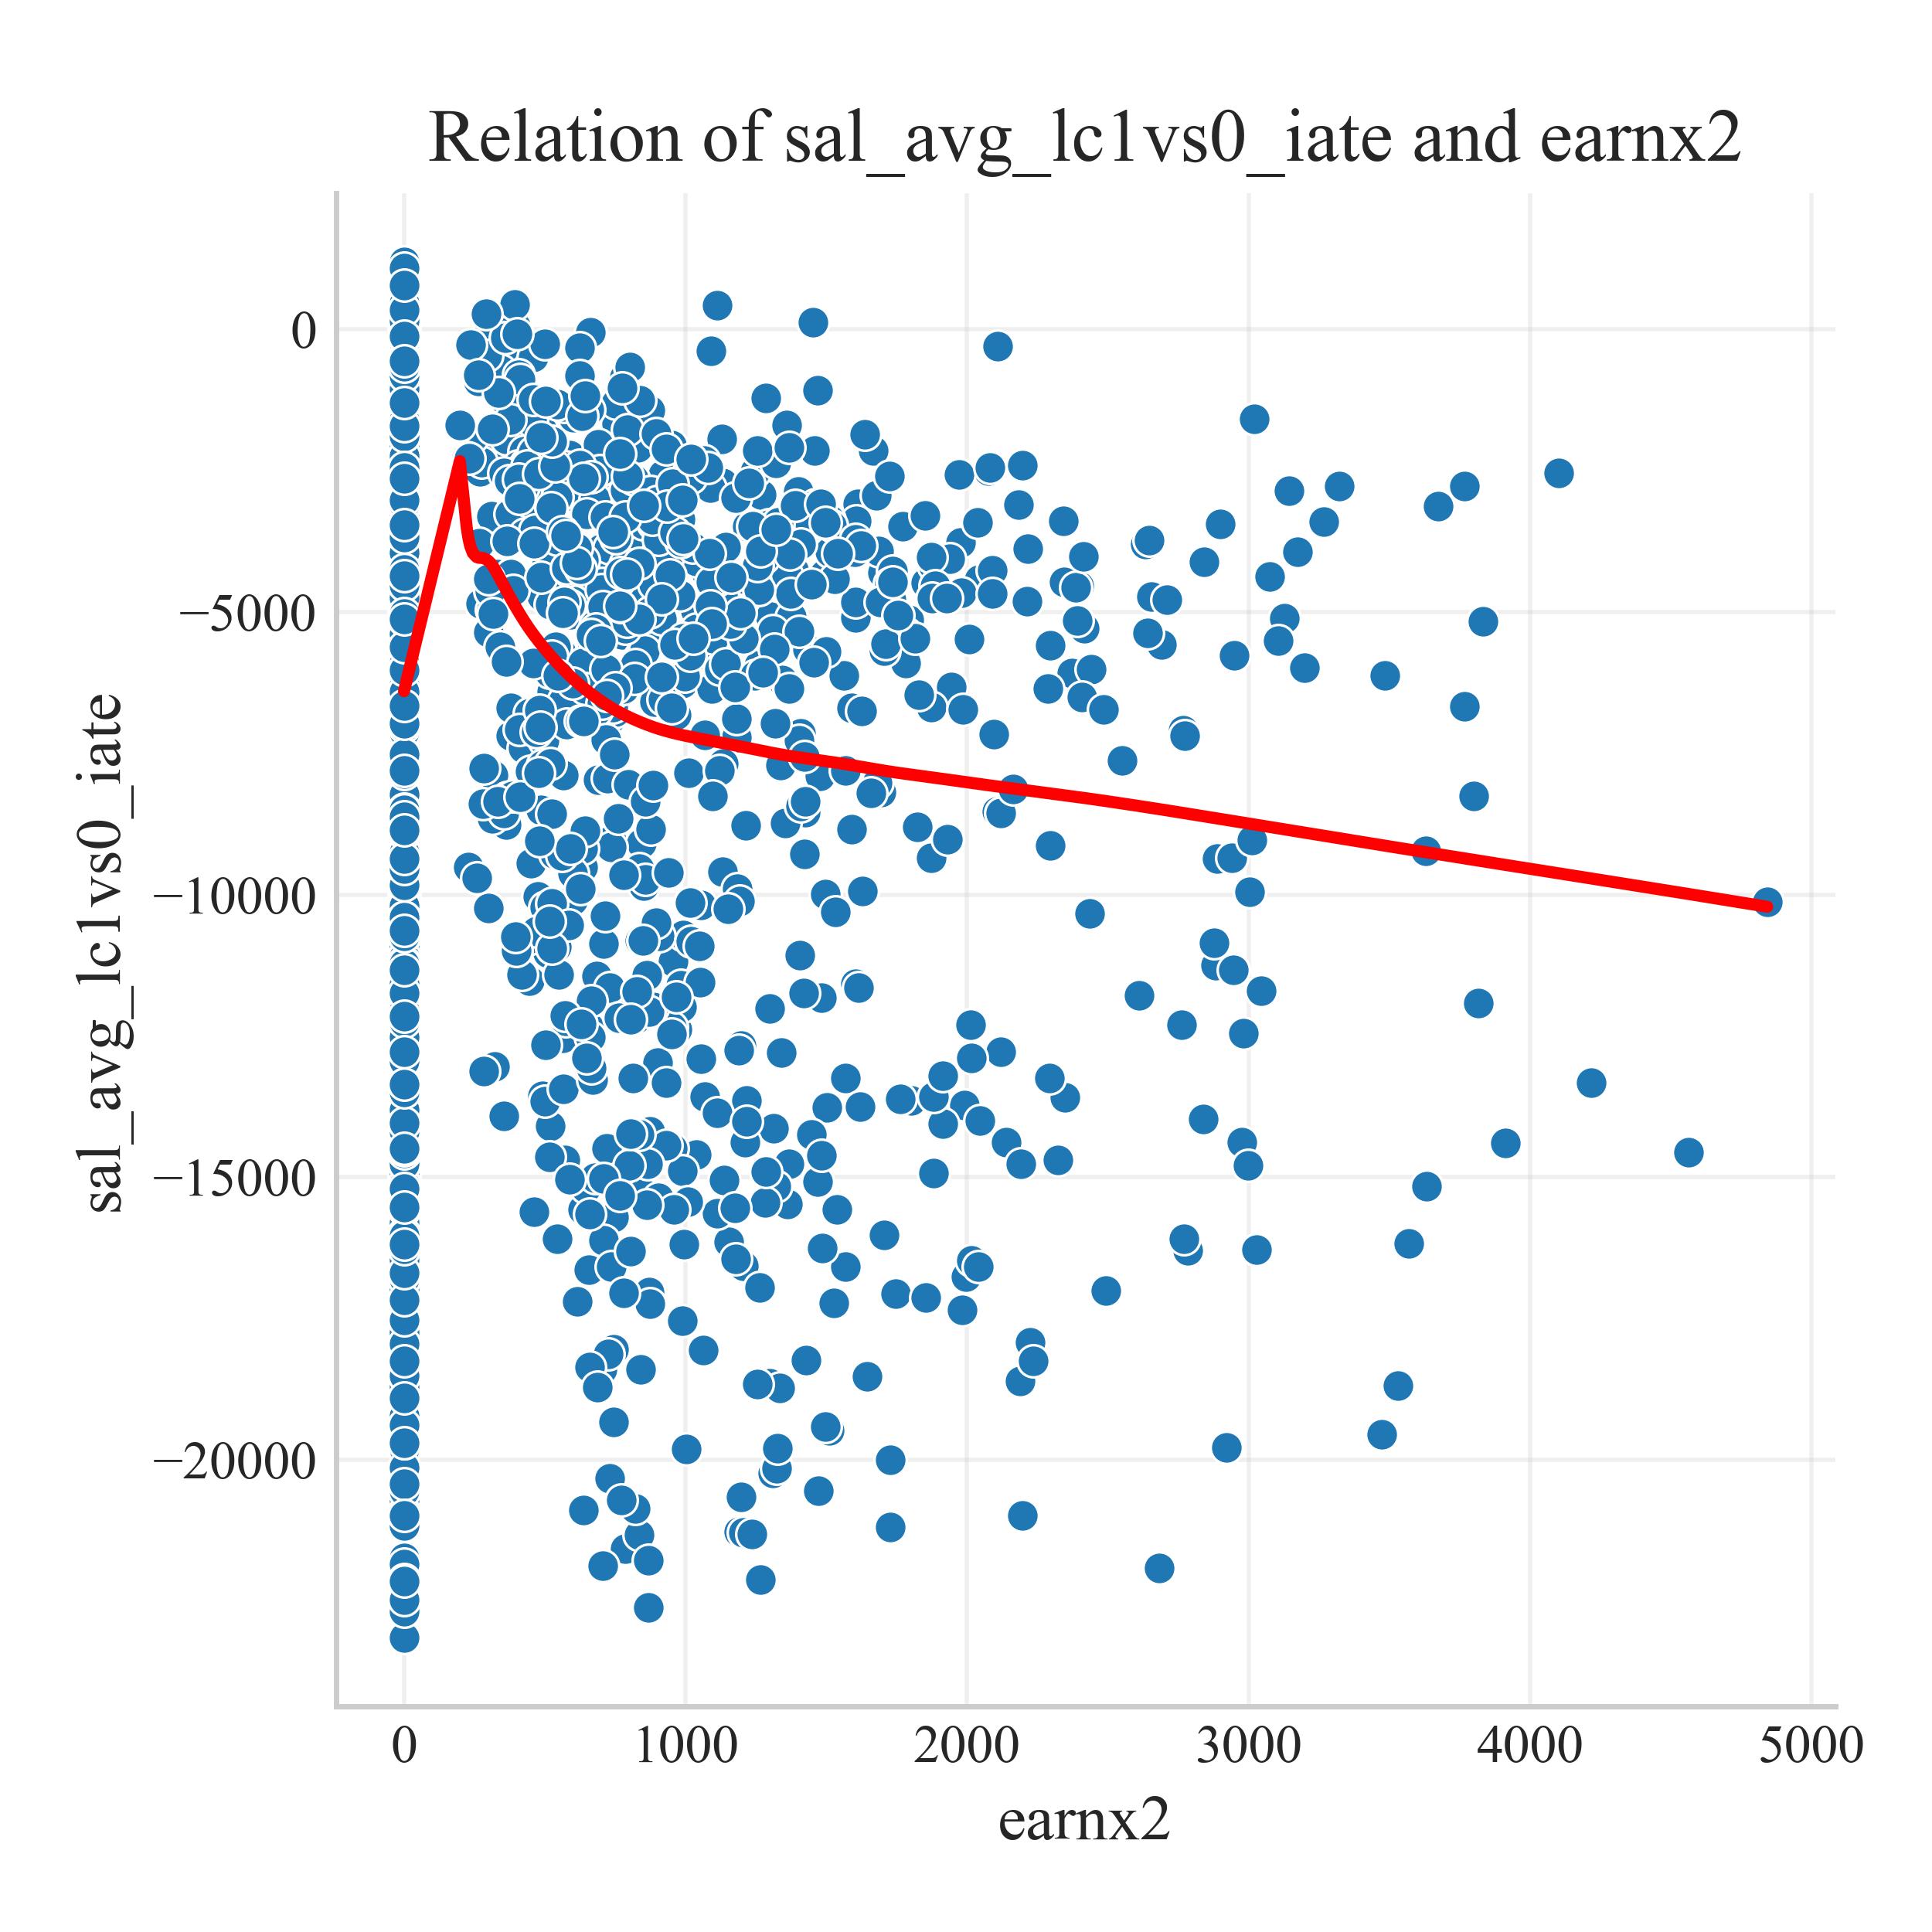 Relation of sal_avg_lc1vs0_iate and earnx2
sal_avg_lc1vs0_iate
0
−5000
−10000
−15000
−20000
0 1000 2000 3000 4000 5000
earnx2